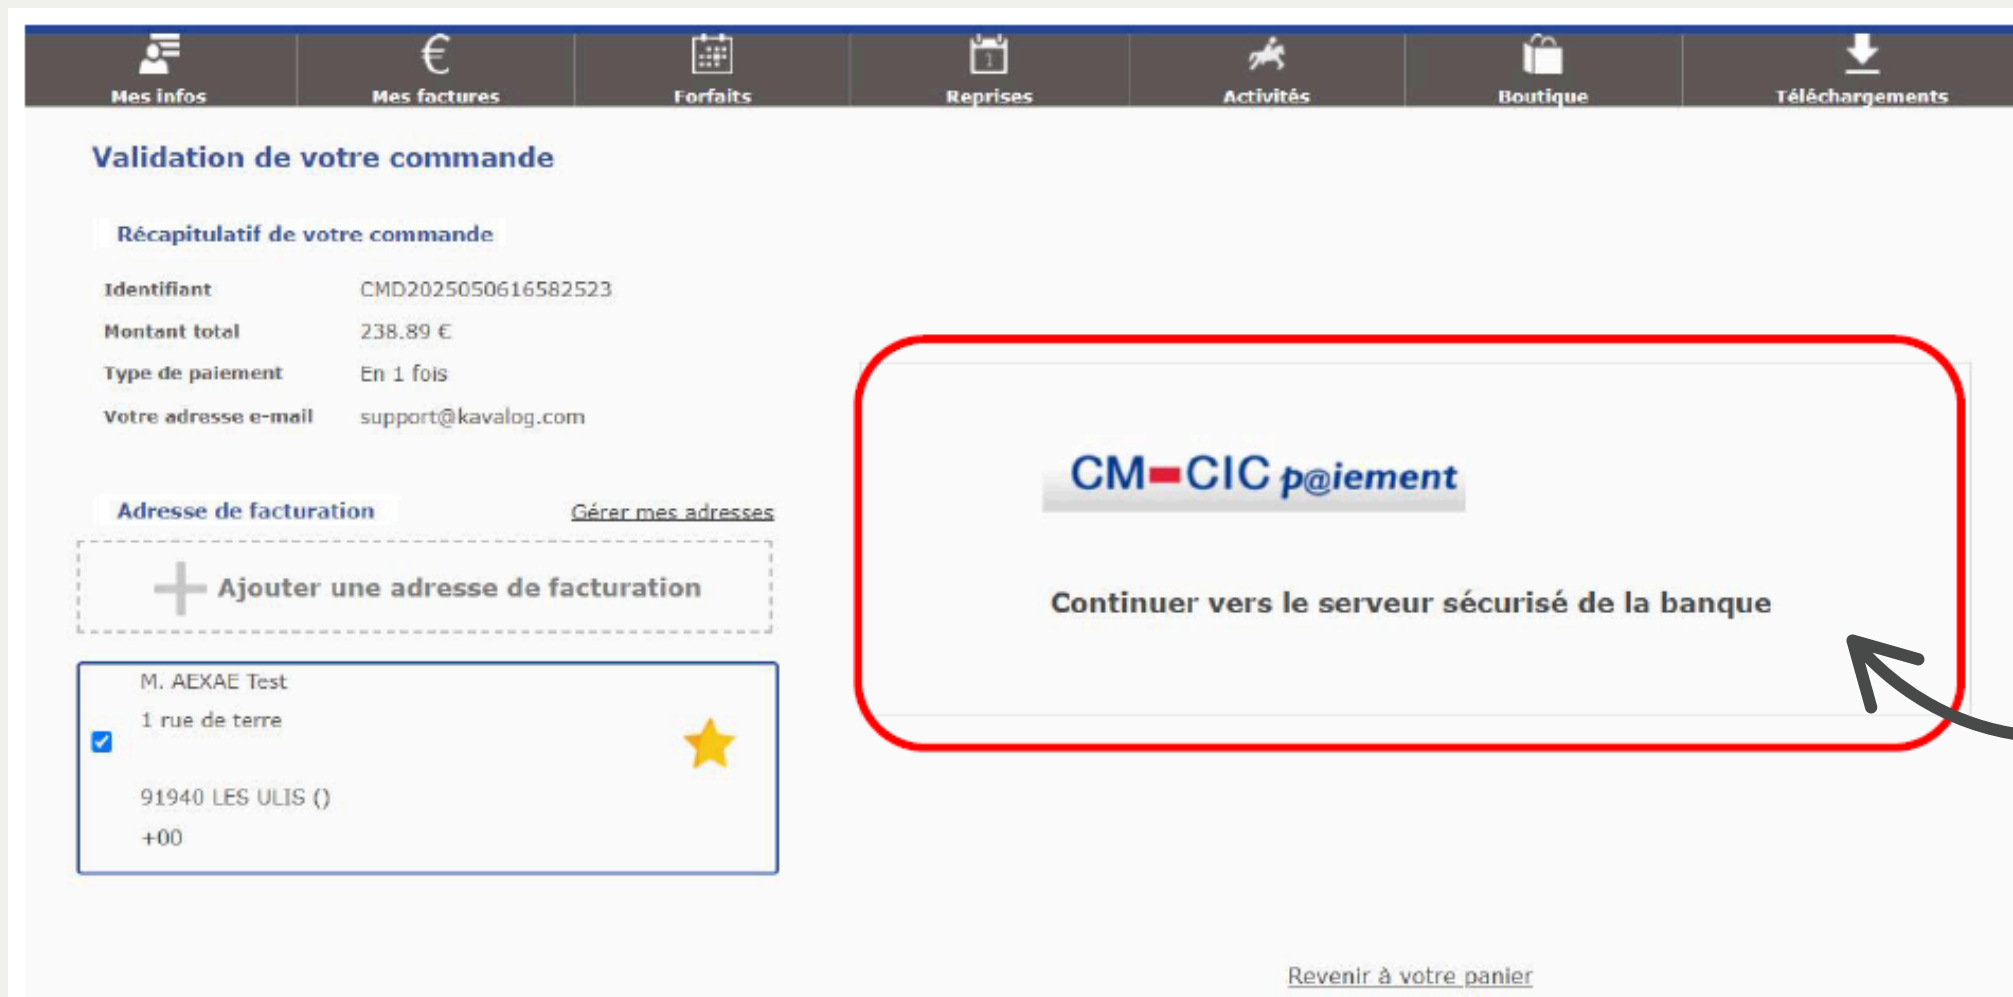 Mes infos
Mes factures
Forfaits
1
Reprises
Activités
Boutique
Téléchargements
Validation de votre commande
Récapitulatif de votre commande
Identifiant CMD2025050616582523
Montant total 238.89 €
Type de paiement En 1 fois
Votre adresse e-mail support@kavalog.com
Adresse de facturation Gérer mes adresses
Ajouter une adresse de facturation
M. AEXAE Test
1 rue de terre
91940 LES ULIS ()
+00
CM-CIC p@iement
Continuer vers le serveur sécurisé de la banque
Revenir à votre panier